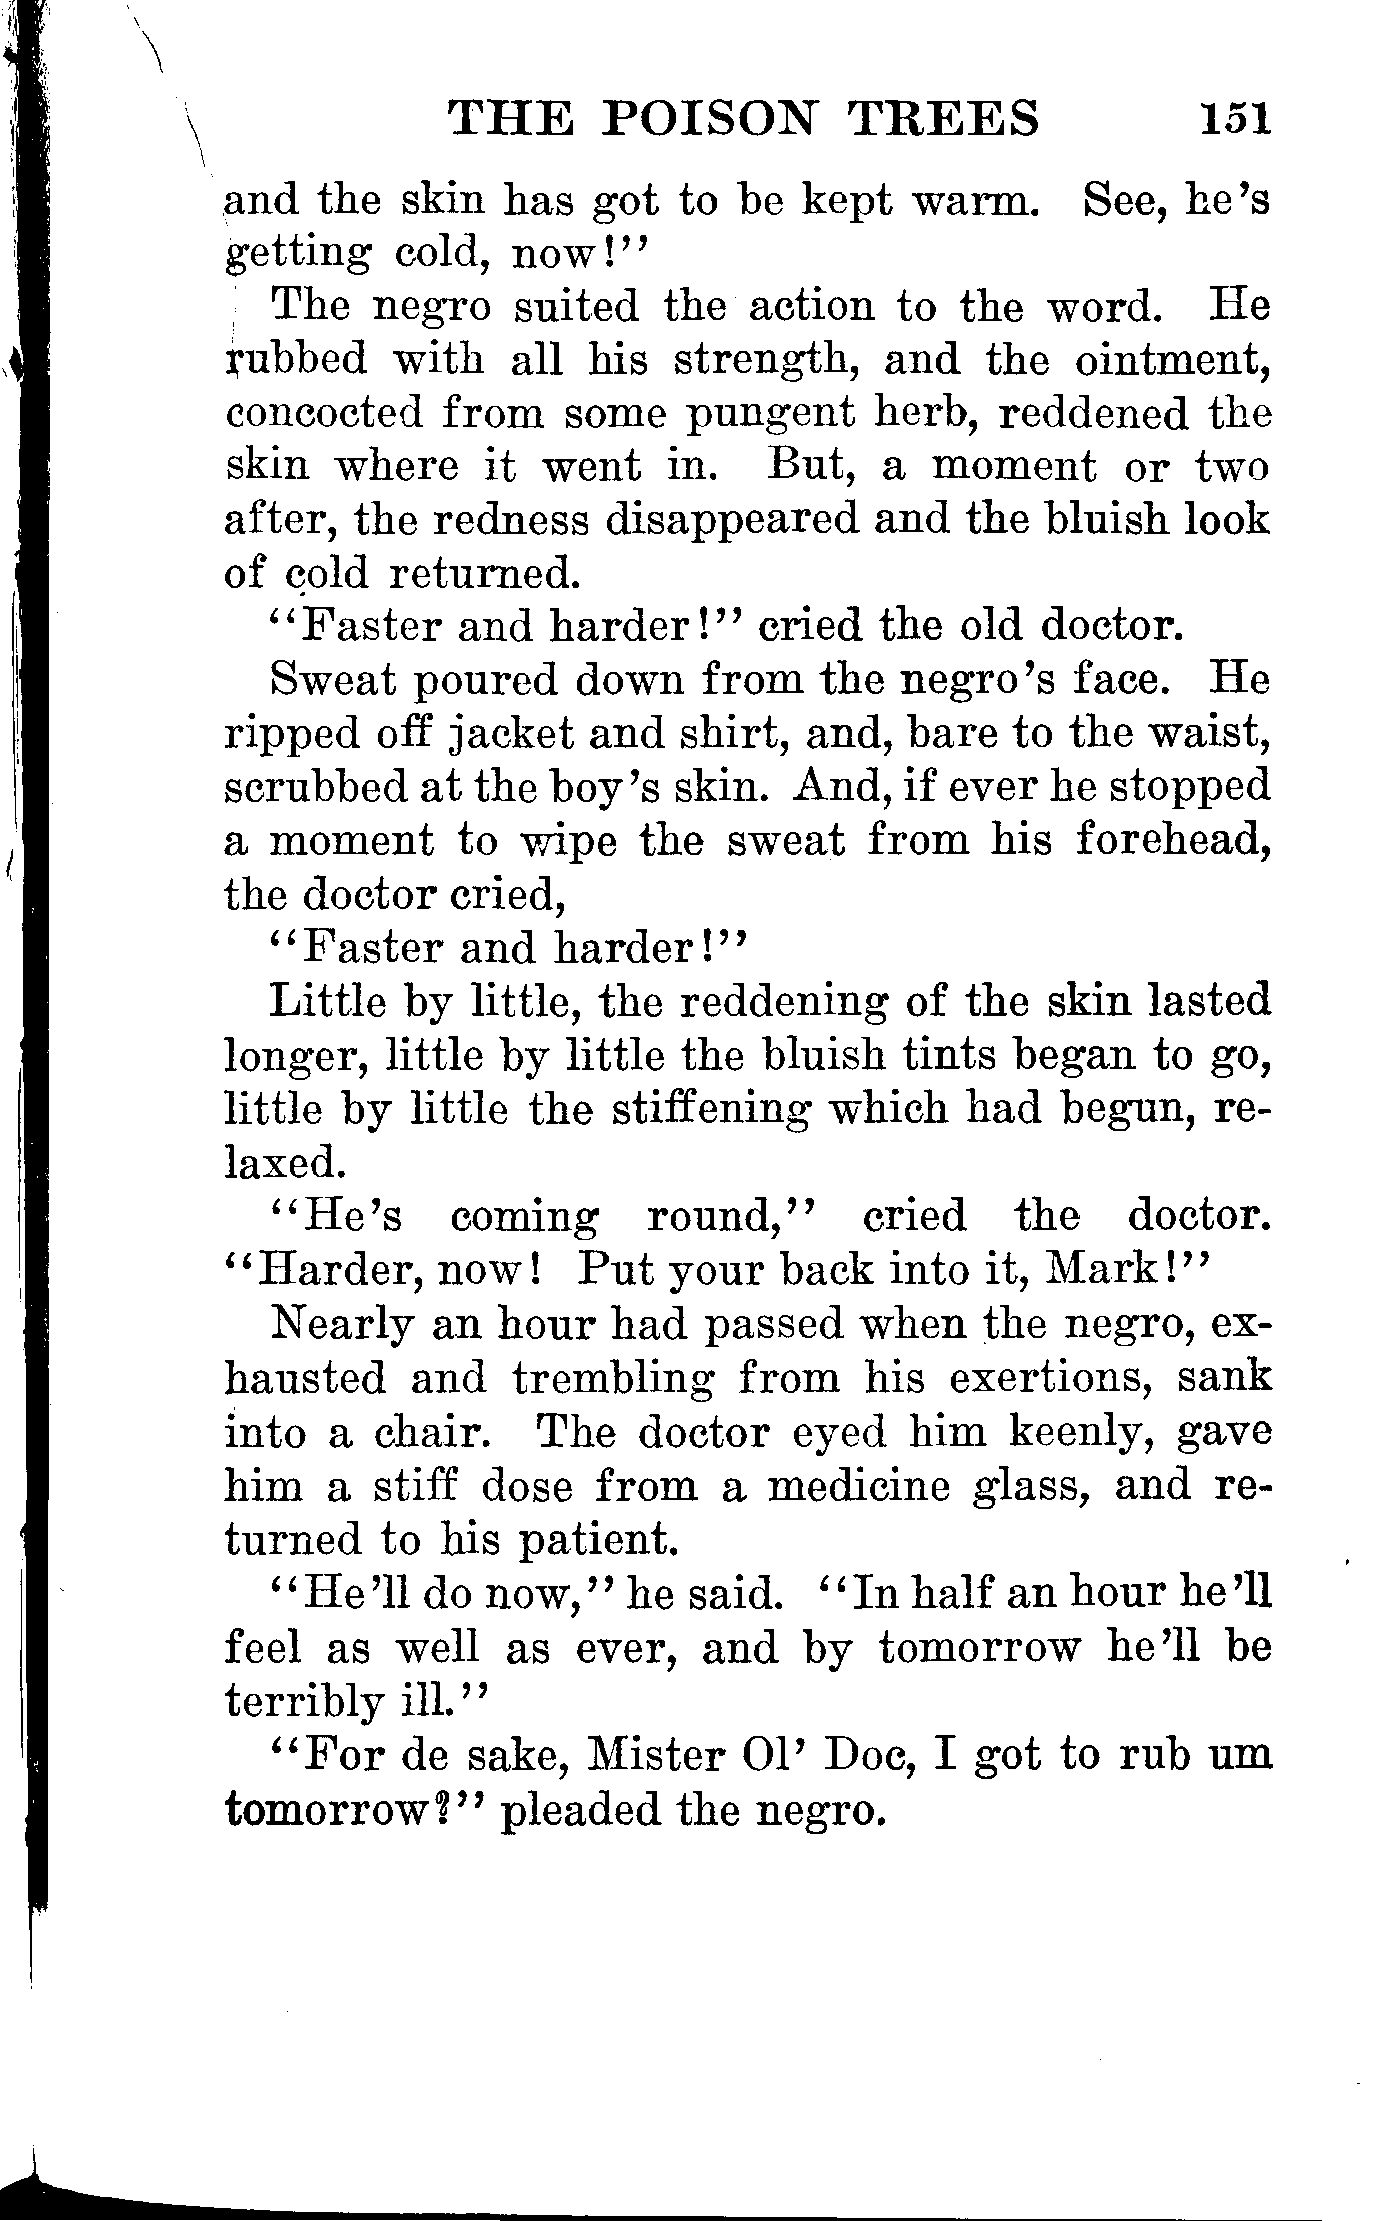 THE POISON TREES 151
and the skin has got to be kept warm. See, he's
getting cold, now!"
The negro suited the action to the word. He
rubbed with all his strength, and the ointment,
concocted from some pungent herb, reddened the
skin where it went in. But, a moment or two
after, the redness disappeared and the bluish look
of cold returned.
"Faster and harder!" cried the old doctor.
Sweat poured down from the negro's face. He
ripped off jacket and shirt, and, bare to the waist,
scrubbed at the boy's skin. And, if ever he stopped
a moment to wipe the sweat from his forehead,
the doctor cried,
"Faster and harder!"
Little by little, the reddening of the skin lasted
longer, little by little the bluish tints began to go,
little by little the stiffening which had begun, re-
laxed.
"He's coming round," cried the doctor.
"Harder, now! Put your back into it, Mark!"
Nearly an hour had passed when the negro, ex-
hausted and trembling from his exertions, sank
into a chair. The doctor eyed him keenly, gave
him a stiff dose from a medicine glass, and re-
turned to his patient.
"He'll do now," he said. "In half an hour he'll
feel as well as ever, and by tomorrow he'll be
terribly ill."
"For de sake, Mister Ol' Doc, I got to rub um
tomorrow?" pleaded the negro.